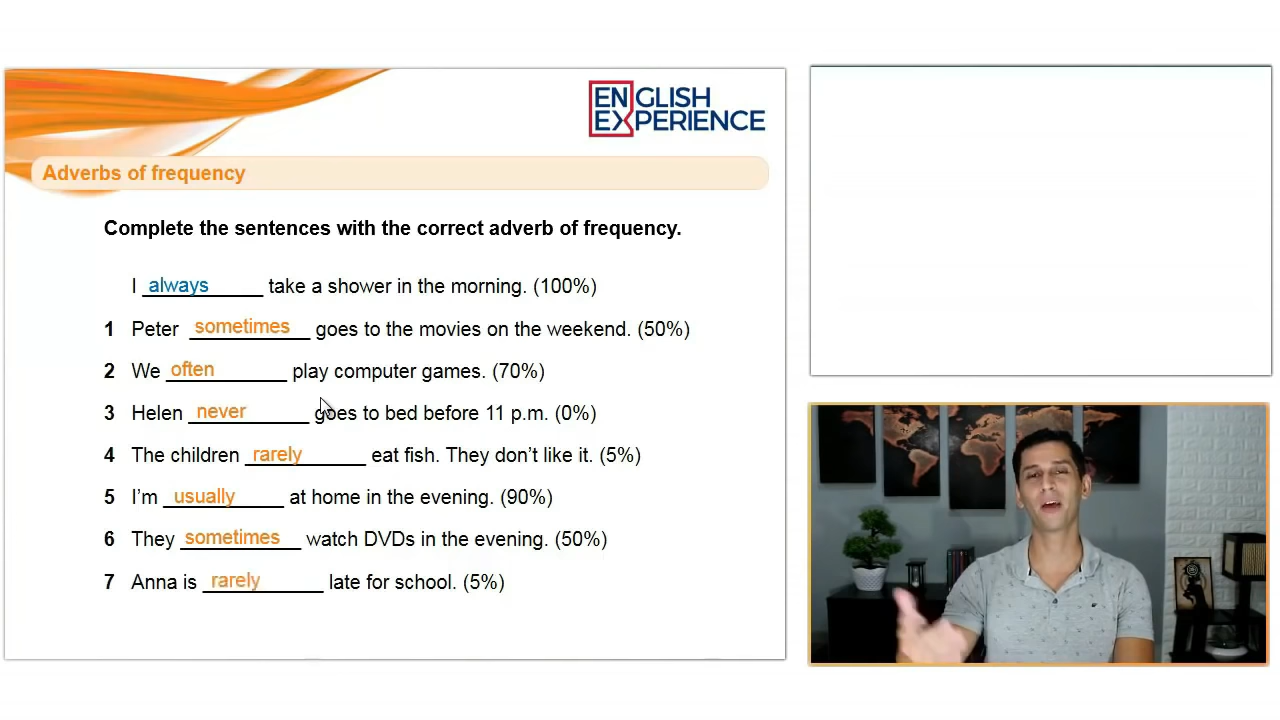 ENGLISH
EXPERIENCE
Adverbs of frequency
Complete the sentences with the correct adverb of frequency.
I always take a shower in the morning. (100%)
1 Peter sometimes goes to the movies on the weekend. (50%)
2 We often play computer games. (70%)
3 Helen never goes to bed before 11 p.m. (0%)
4 The children rarely eat fish. They don't like it. (5%)
5 I'm usually at home in the evening. (90%)
6 They sometimes watch DVDs in the evening. (50%)
7 Anna is rarely late for school. (5%)